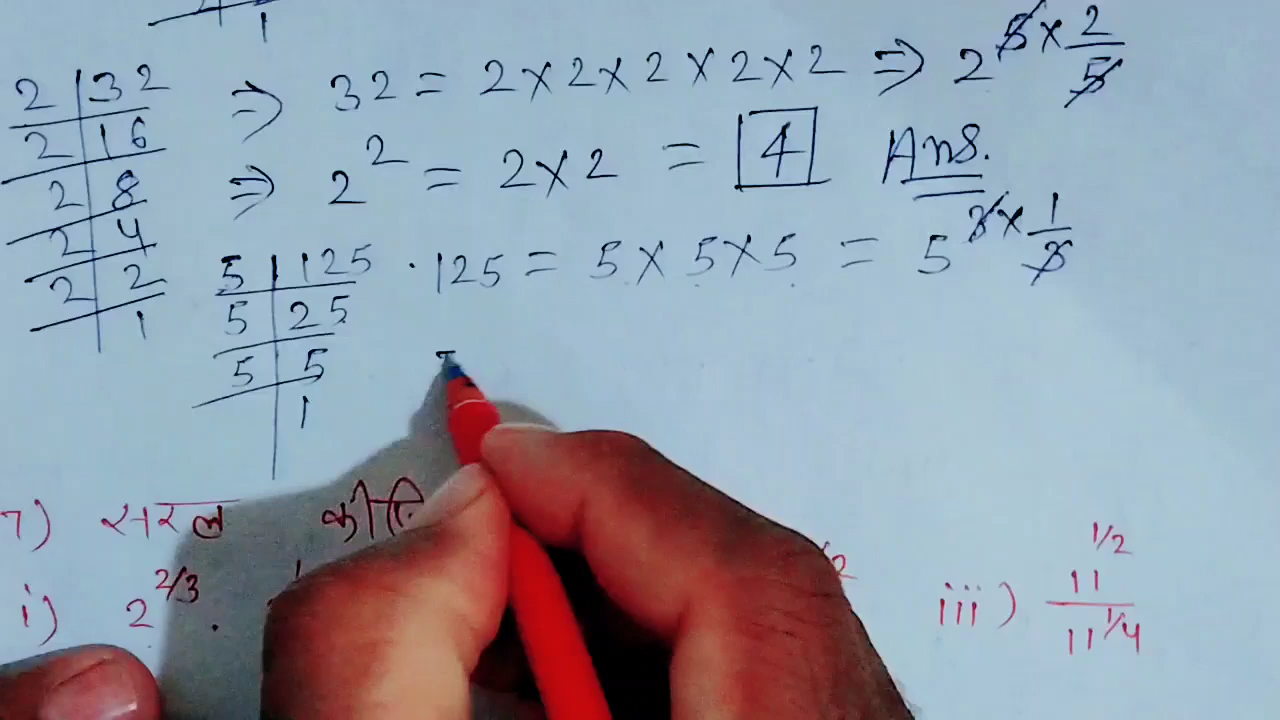 1
2 | 32 ⇒ 32 = 2×2×2×2×2 ⇒ 2^(5×2/5)
2 | 16
2 | 8 ⇒ 2^2 = 2×2 = 4 Ans.
2 | 4
2 | 2
1
5 | 125 . 125 = 5×5×5 = 5^(3×1/3)
5 | 25
5 | 5
1
7) सरल
i) 2^(2/3) . iii) 11^(1/2) / 11^(1/4)